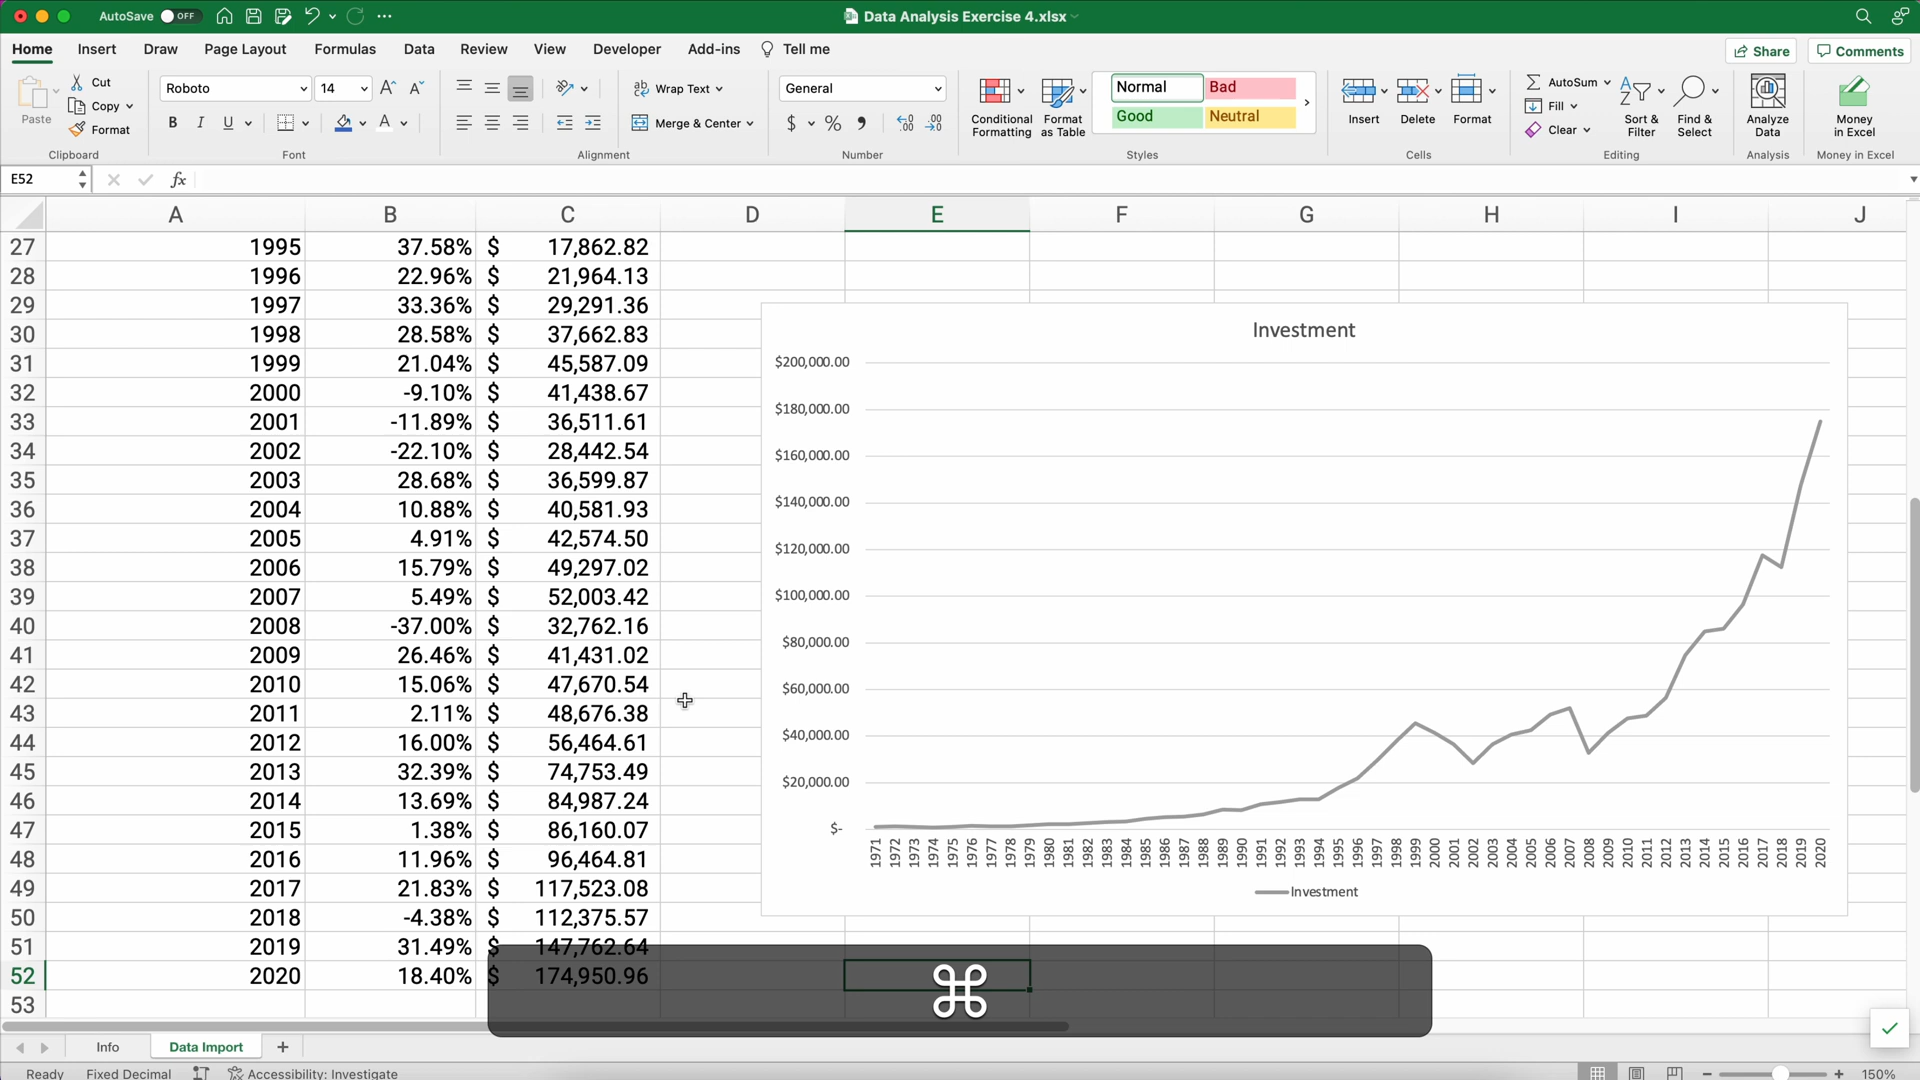 AutoSave OFF
Data Analysis Exercise 4.xlsx
Home Insert Draw Page Layout Formulas Data Review View Developer Add-ins Tell me Share Comments
Paste Cut Copy Format
Clipboard
Roboto 14
B I U A
Font
Wrap Text
Merge & Center
Alignment
General
$ % 9
Number
Conditional Formatting
Format as Table
Normal Bad
Good Neutral
Styles
Insert Delete Format
Cells
AutoSum
Fill
Clear
Sort & Filter
Find & Select
Editing
Analyze Data
Analysis
Money in Excel
Money in Excel
E52 fx
A B C D E F G H I J
27 1995 37.58% $ 17,862.82
28 1996 22.96% $ 21,964.13
29 1997 33.36% $ 29,291.36
30 1998 28.58% $ 37,662.83
31 1999 21.04% $ 45,587.09
32 2000 -9.10% $ 41,438.67
33 2001 -11.89% $ 36,511.61
34 2002 -22.10% $ 28,442.54
35 2003 28.68% $ 36,599.87
36 2004 10.88% $ 40,581.93
37 2005 4.91% $ 42,574.50
38 2006 15.79% $ 49,297.02
39 2007 5.49% $ 52,003.42
40 2008 -37.00% $ 32,762.16
41 2009 26.46% $ 41,431.02
42 2010 15.06% $ 47,670.54
43 2011 2.11% $ 48,676.38
44 2012 16.00% $ 56,464.61
45 2013 32.39% $ 74,753.49
46 2014 13.69% $ 84,987.24
47 2015 1.38% $ 86,160.07
48 2016 11.96% $ 96,464.81
49 2017 21.83% $ 117,523.08
50 2018 -4.38% $ 112,375.57
51 2019 31.49% $ 147,762.64
52 2020 18.40% $ 174,950.96
53
Investment
$200,000.00
$180,000.00
$160,000.00
$140,000.00
$120,000.00
$100,000.00
$80,000.00
$60,000.00
$40,000.00
$20,000.00
$-
1971 1972 1973 1974 1975 1976 1977 1978 1979 1980 1981 1982 1983 1984 1985 1986 1987 1988 1989 1990 1991 1992 1993 1994 1995 1996 1997 1998 1999 2000 2001 2002 2003 2004 2005 2006 2007 2008 2009 2010 2011 2012 2013 2014 2015 2016 2017 2018 2019 2020
Investment
⌘
Info Data Import +
Ready Fixed Decimal Accessibility: Investigate 150%